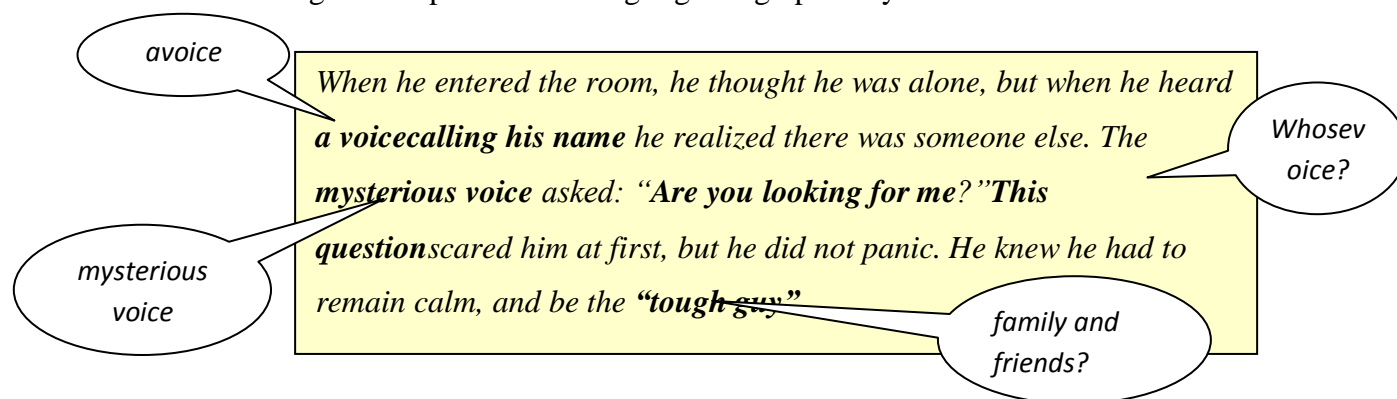 avoice
When he entered the room, he thought he was alone, but when he heard
a voicecalling his name he realized there was someone else. The
mysterious voice asked: “Are you looking for me?”This
questionscared him at first, but he did not panic. He knew he had to
remain calm, and be the “tough guy”
Whosev
oice?
mysterious
voice
family and
friends?